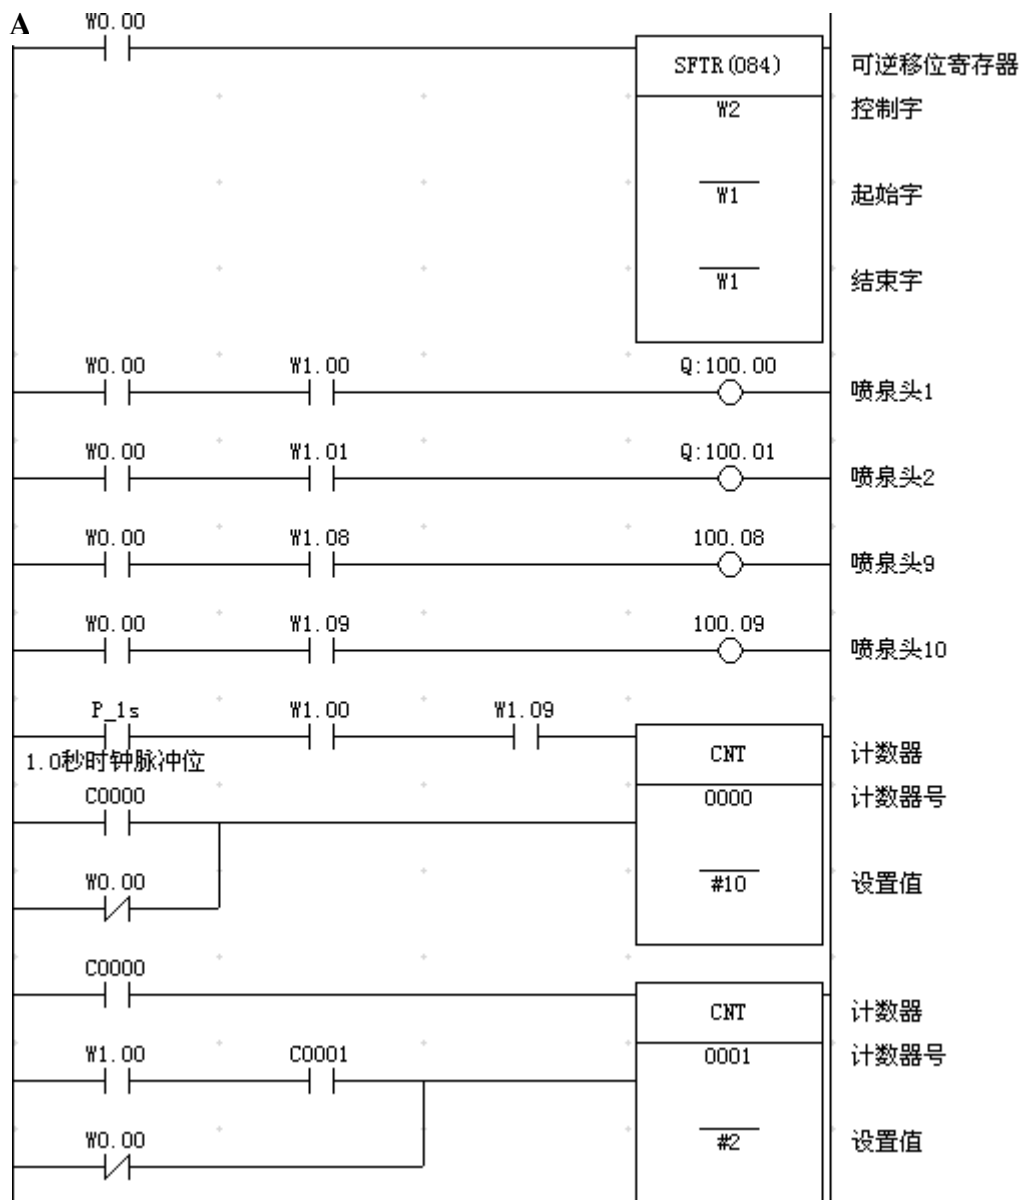 A
W0.00
SFTR(084)
可逆移位寄存器
W2
控制字
W1
起始字
W1
结束字
W0.00 W1.00 Q:100.00
喷泉头1
W0.00 W1.01 Q:100.01
喷泉头2
W0.00 W1.08 100.08
喷泉头9
W0.00 W1.09 100.09
喷泉头10
P_1s W1.00 W1.09
CNT
计数器
1.0秒时钟脉冲位
C0000
0000
计数器号
W0.00
#10
设置值
C0000
CNT
计数器
W1.00 C0001
0001
计数器号
W0.00
#2
设置值